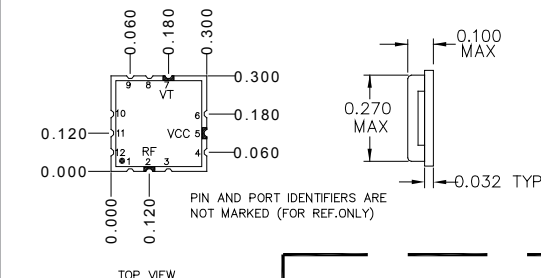 0.060
0.180
0.300
0.100
MAX
9 8 7
0.300
VT
10
6
0.180
0.270
MAX
0.120
11
VCC 5
12
RF
4
0.060
0.000
1 2 3
0.032 TYP
PIN AND PORT IDENTIFIERS ARE
NOT MARKED (FOR REF.ONLY)
0.000
0.120
TOP VIEW